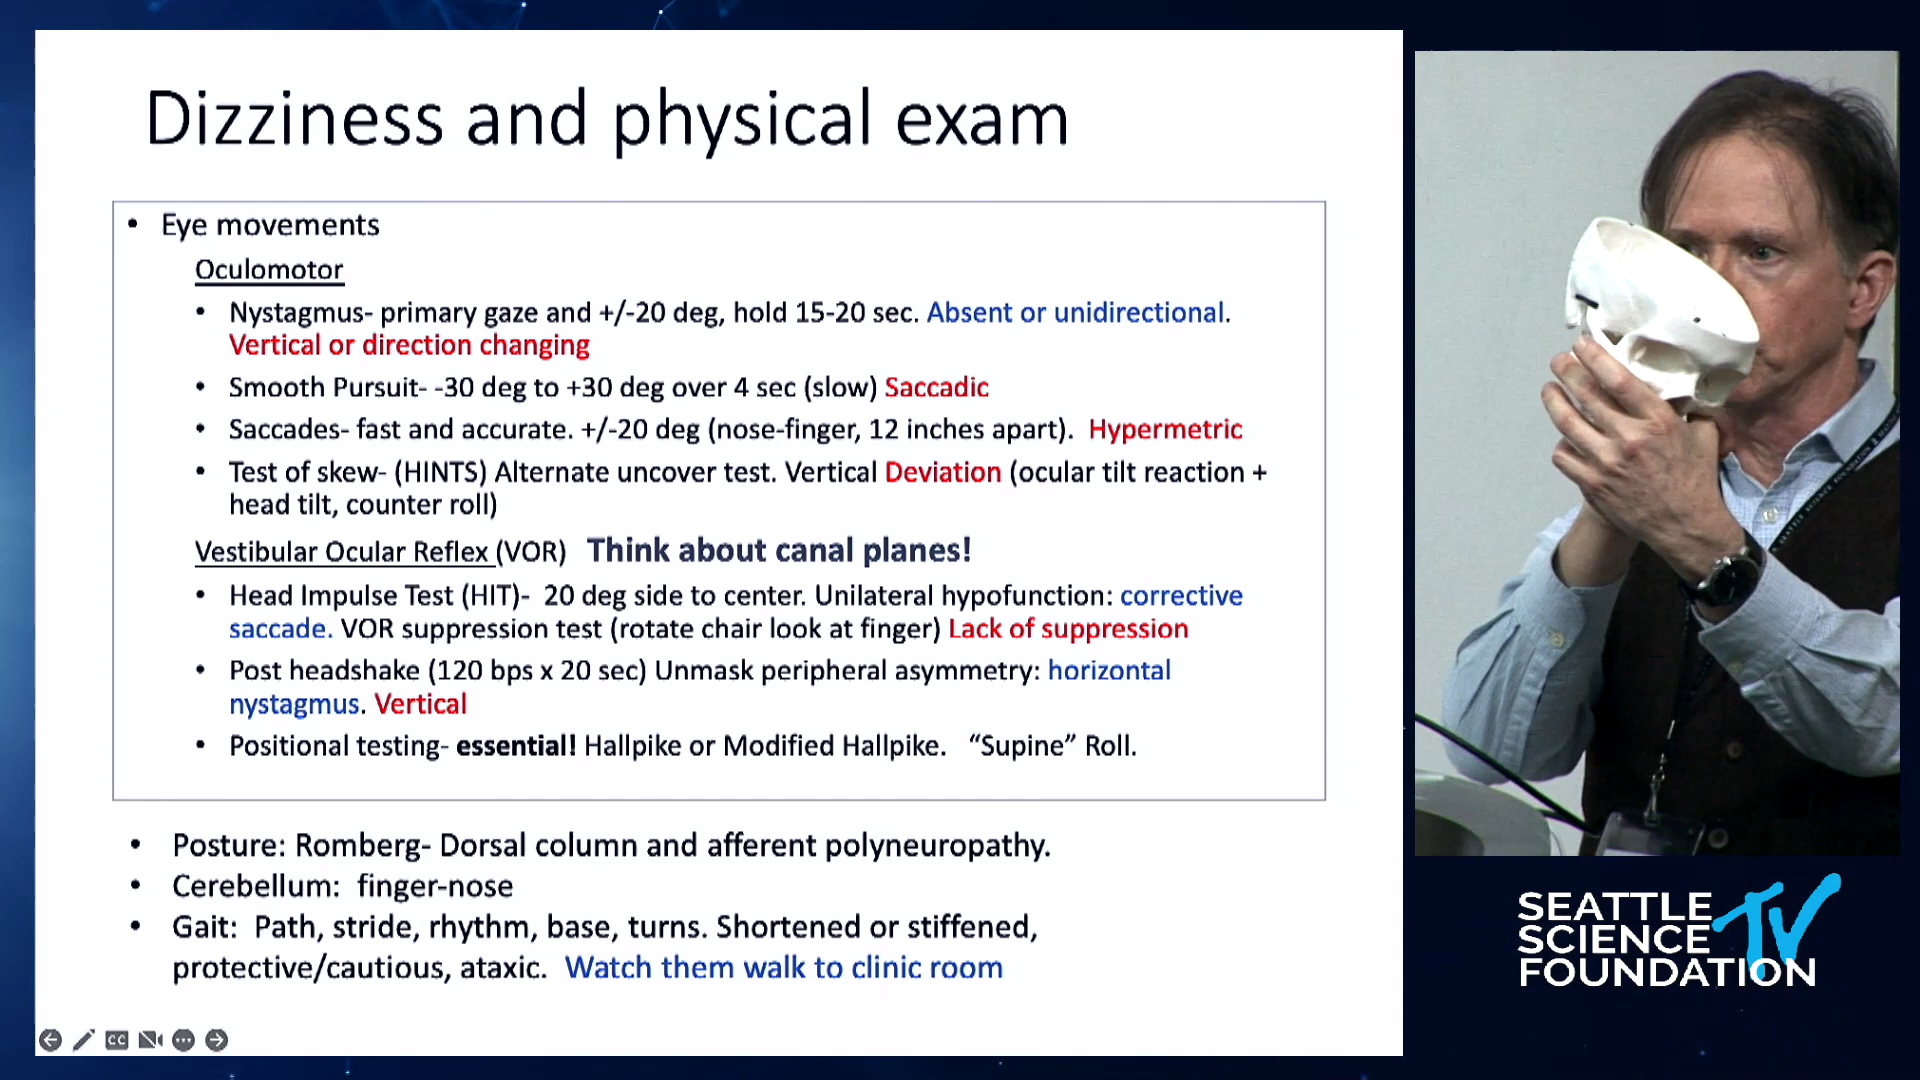 Dizziness and physical exam
• Eye movements
Oculomotor
• Nystagmus- primary gaze and +/-20 deg, hold 15-20 sec. Absent or unidirectional.
Vertical or direction changing
• Smooth Pursuit- -30 deg to +30 deg over 4 sec (slow) Saccadic
• Saccades- fast and accurate. +/-20 deg (nose-finger, 12 inches apart). Hypermetric
• Test of skew- (HINTS) Alternate uncover test. Vertical Deviation (ocular tilt reaction +
head tilt, counter roll)
Vestibular Ocular Reflex (VOR) Think about canal planes!
• Head Impulse Test (HIT)- 20 deg side to center. Unilateral hypofunction: corrective
saccade. VOR suppression test (rotate chair look at finger) Lack of suppression
• Post headshake (120 bps x 20 sec) Unmask peripheral asymmetry: horizontal
nystagmus. Vertical
• Positional testing- essential! Hallpike or Modified Hallpike. “Supine” Roll.
• Posture: Romberg- Dorsal column and afferent polyneuropathy.
• Cerebellum: finger-nose
• Gait: Path, stride, rhythm, base, turns. Shortened or stiffened,
protective/cautious, ataxic. Watch them walk to clinic room
CC
SEATTLE
SCIENCE
FOUNDATION
TV